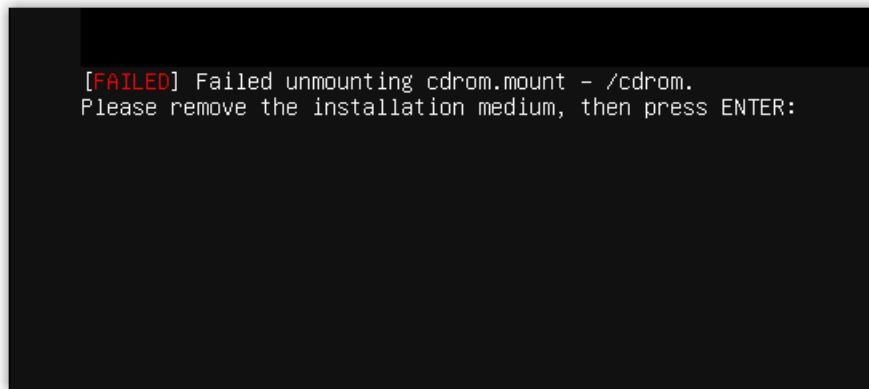 [FAILED] Failed unmounting cdrom.mount – /cdrom.
Please remove the installation medium, then press ENTER: